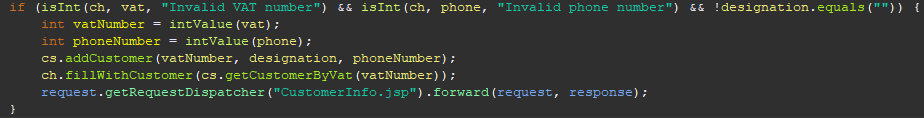 if (isInt(ch, vat, "Invalid VAT number") && isInt(ch, phone, "Invalid phone number") && !designation.equals("")) {
    int vatNumber = intValue(vat);
    int phoneNumber = intValue(phone);
    cs.addCustomer(vatNumber, designation, phoneNumber);
    ch.fillWithCustomer(cs.getCustomerByVat(vatNumber));
    request.getRequestDispatcher("CustomerInfo.jsp").forward(request, response);
}